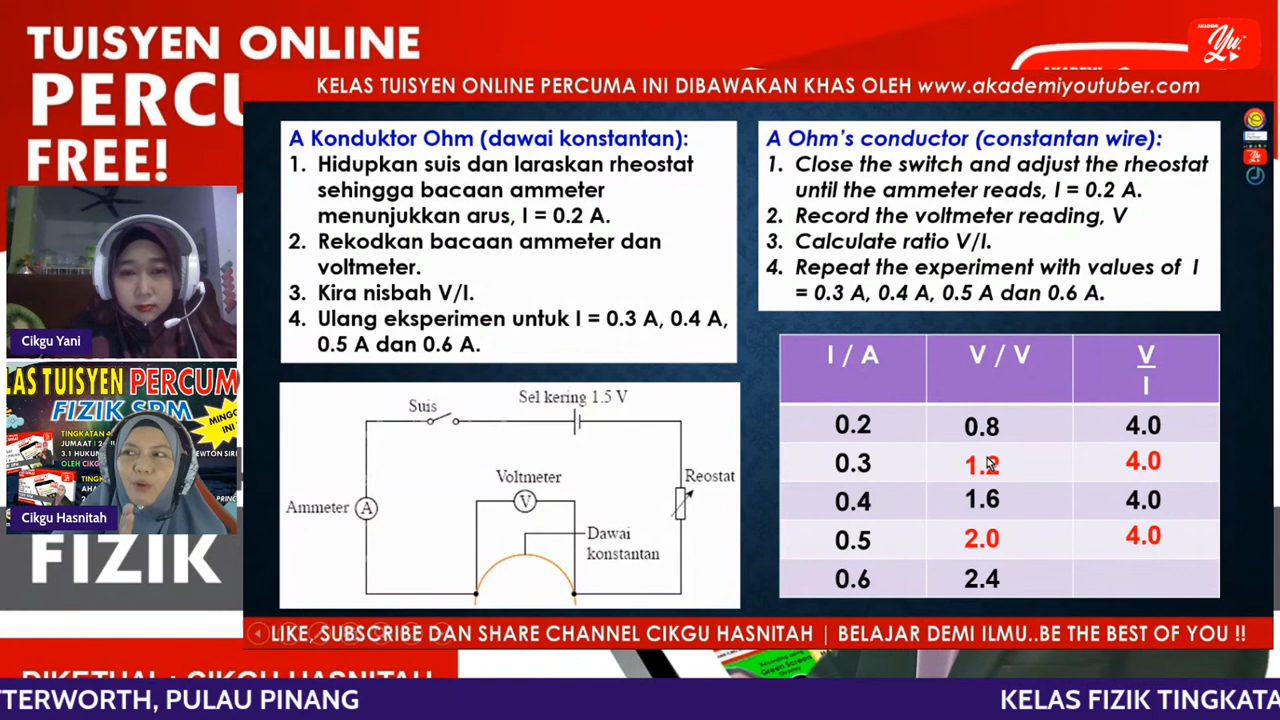 TUISYEN ONLINE
FREE!
KELAS TUISYEN ONLINE PERCUMA INI DIBAWAKAN KHAS OLEH www.akademiyoutuber.com
A Konduktor Ohm (dawai konstantan):
1. Hidupkan suis dan laraskan rheostat
sehingga bacaan ammeter
menunjukkan arus, I = 0.2 A.
2. Rekodkan bacaan ammeter dan
voltmeter.
3. Kira nisbah V/I.
4. Ulang eksperimen untuk I = 0.3 A, 0.4 A,
0.5 A dan 0.6 A.
A Ohm's conductor (constantan wire):
1. Close the switch and adjust the rheostat
until the ammeter reads, I = 0.2 A.
2. Record the voltmeter reading, V
3. Calculate ratio V/I.
4. Repeat the experiment with values of I
= 0.3 A, 0.4 A, 0.5 A dan 0.6 A.
Cikgu Yani
FIZIK SPM
Cikgu Hasnitah
FIZIK
Suis
Sel kering 1.5 V
Voltmeter
V
Reostat
Ammeter
A
Dawai
konstantan
I / A V / V V
I
0.2 0.8 4.0
0.3 1.2 4.0
0.4 1.6 4.0
0.5 2.0 4.0
0.6 2.4
LIKE, SUBSCRIBE DAN SHARE CHANNEL CIKGU HASNITAH | BELAJAR DEMI ILMU..BE THE BEST OF YOU !!
TTERWORTH, PULAU PINANG
KELAS FIZIK TINGKATA